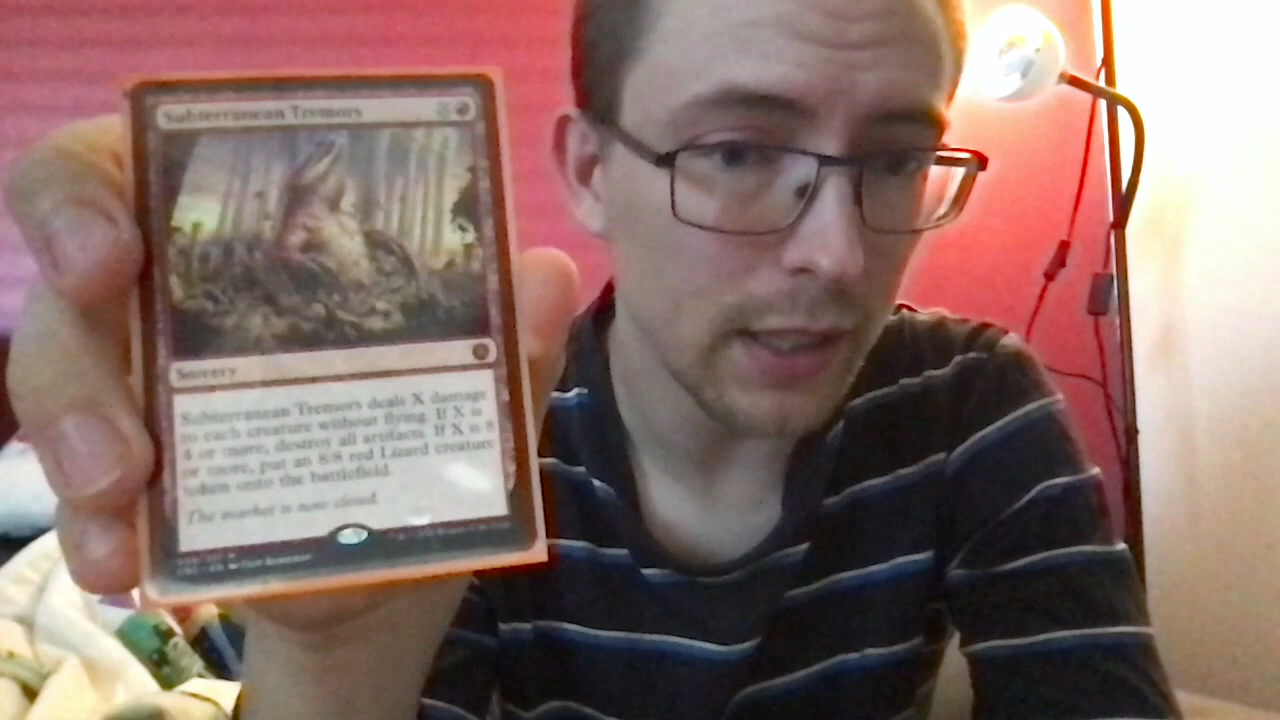 Subterranean Tremors
Sorcery
Subterranean Tremors deals X damage
to each creature without flying. If X is
4 or more, destroy all artifacts. If X is 8
or more, put an 8/8 red Lizard creature
token onto the battlefield.
The market is now closed.